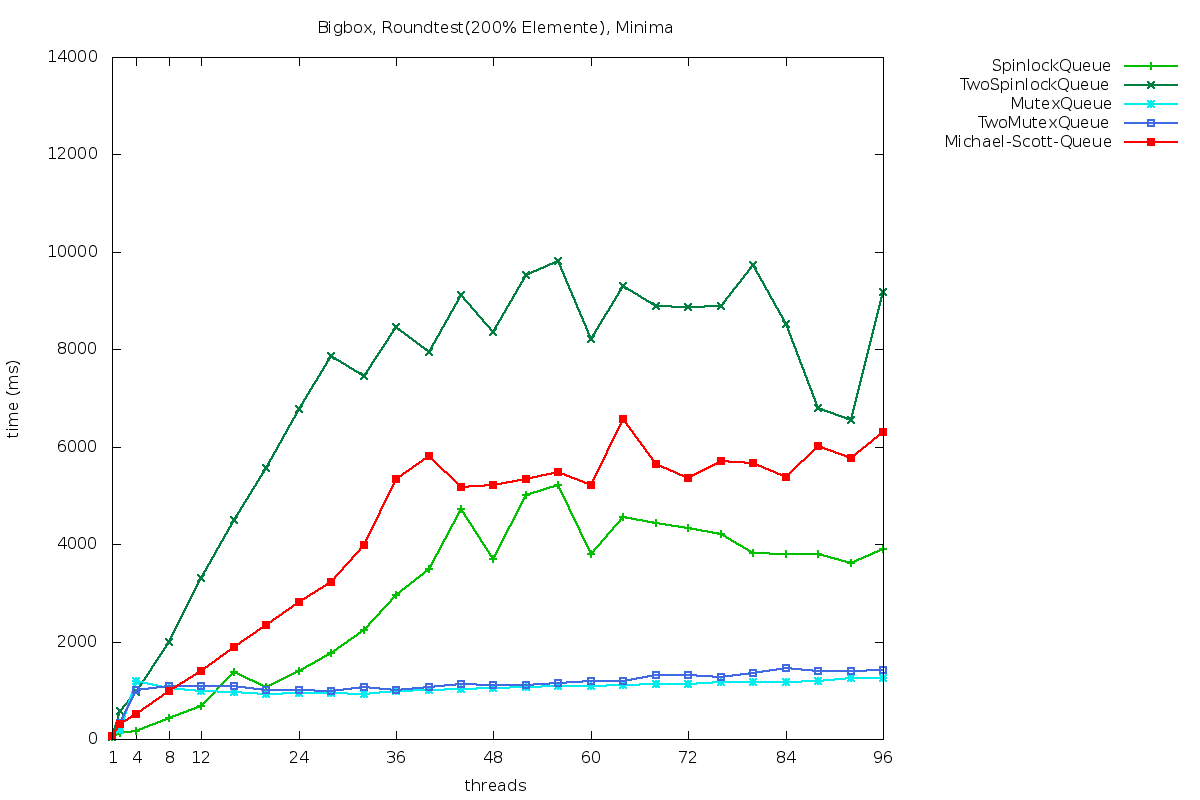 Bigbox, Roundtest(200% Elemente), Minima
SpinlockQueue
TwoSpinlockQueue
MutexQueue
TwoMutexQueue
Michael-Scott-Queue
time (ms)
14000
12000
10000
8000
6000
4000
2000
0
1 4 8 12 24 36 48 60 72 84 96
threads